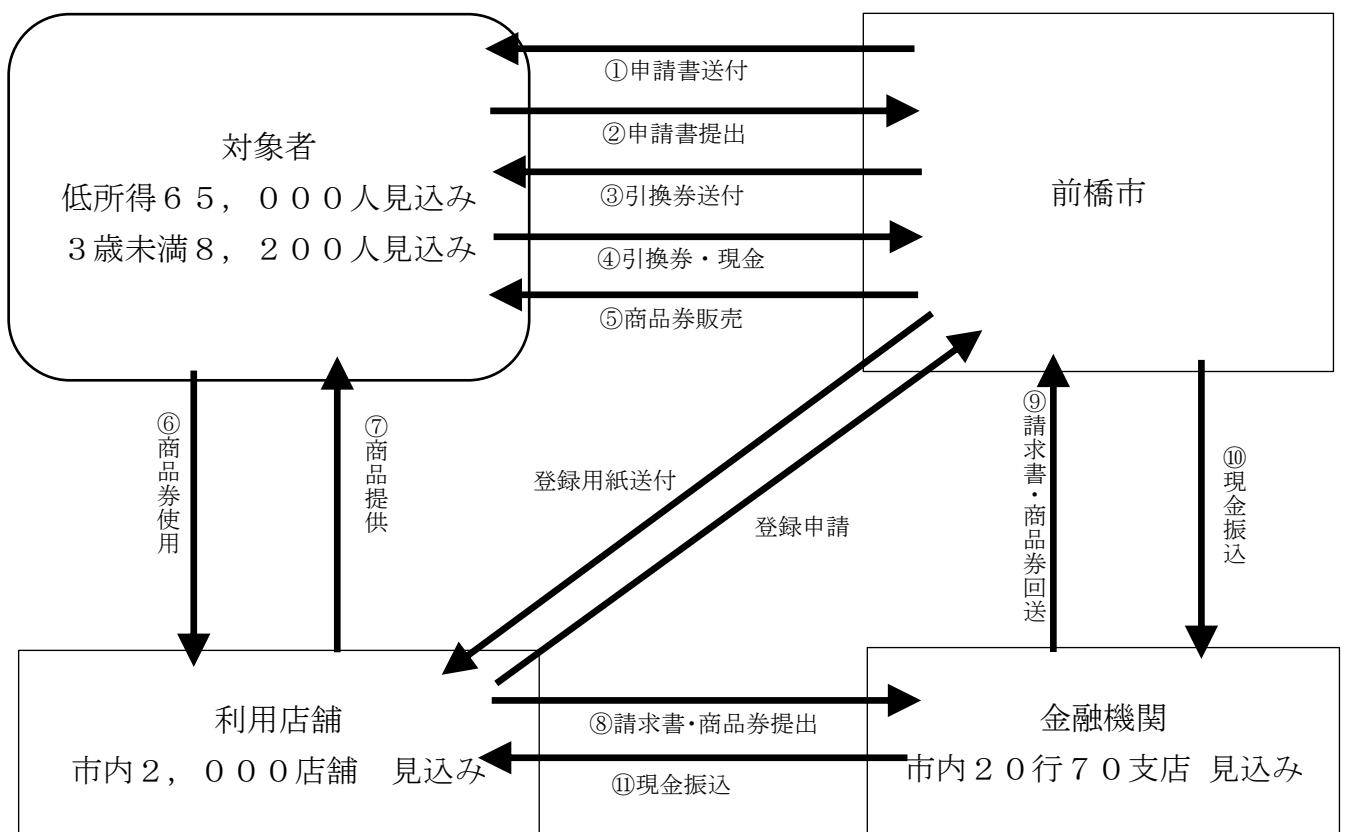 ①申請書送付
②申請書提出
対象者
低所得６５，０００人見込み
３歳未満８，２００人見込み
③引換券送付
④引換券・現金
⑤商品券販売
前橋市
⑥商品券使用
⑦商品提供
登録用紙送付
登録申請
⑨請求書・商品券回送
⑩現金振込
利用店舗
市内２，０００店舗　見込み
⑧請求書・商品券提出
⑪現金振込
金融機関
市内２０行７０支店 見込み